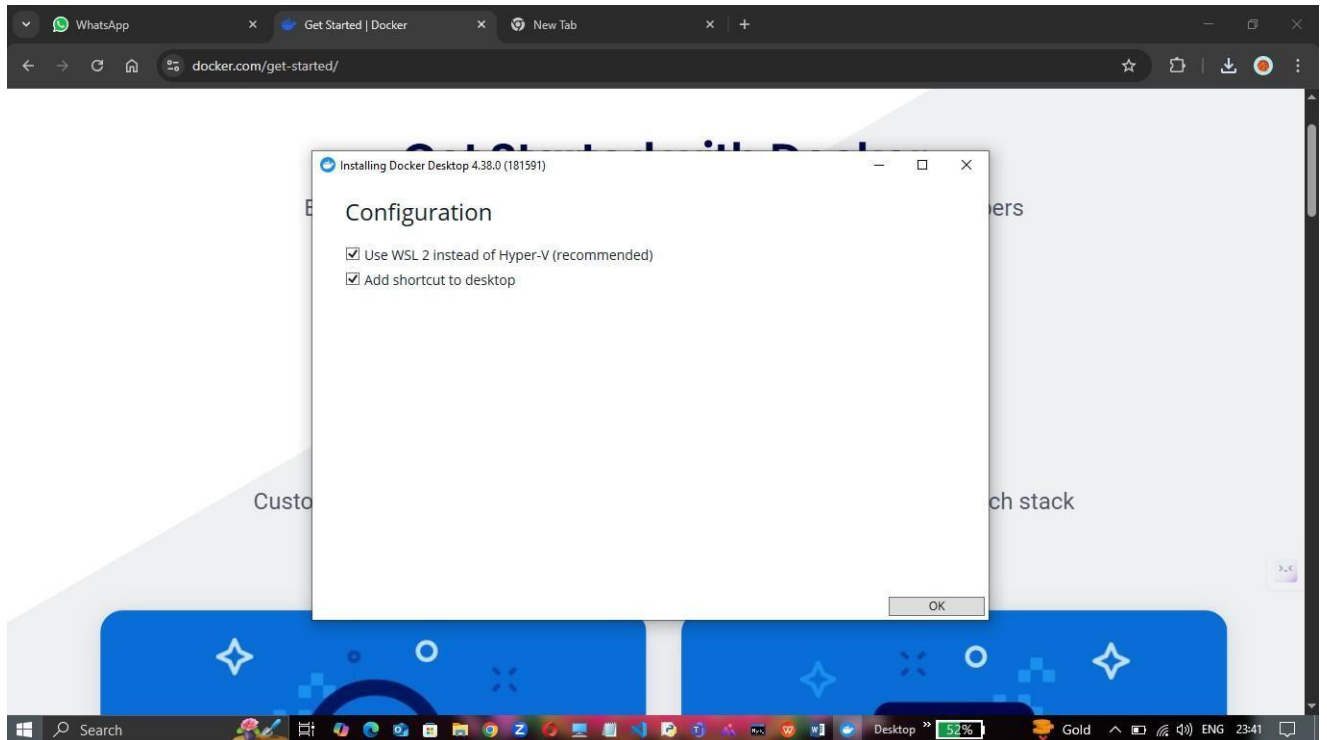 WhatsApp
Get Started | Docker
New Tab
docker.com/get-started/
Installing Docker Desktop 4.38.0 (181591)
Configuration
Use WSL 2 instead of Hyper-V (recommended)
Add shortcut to desktop
OK
ers
Custo
ch stack
Search
Desktop
52%
Gold
ENG
23:41